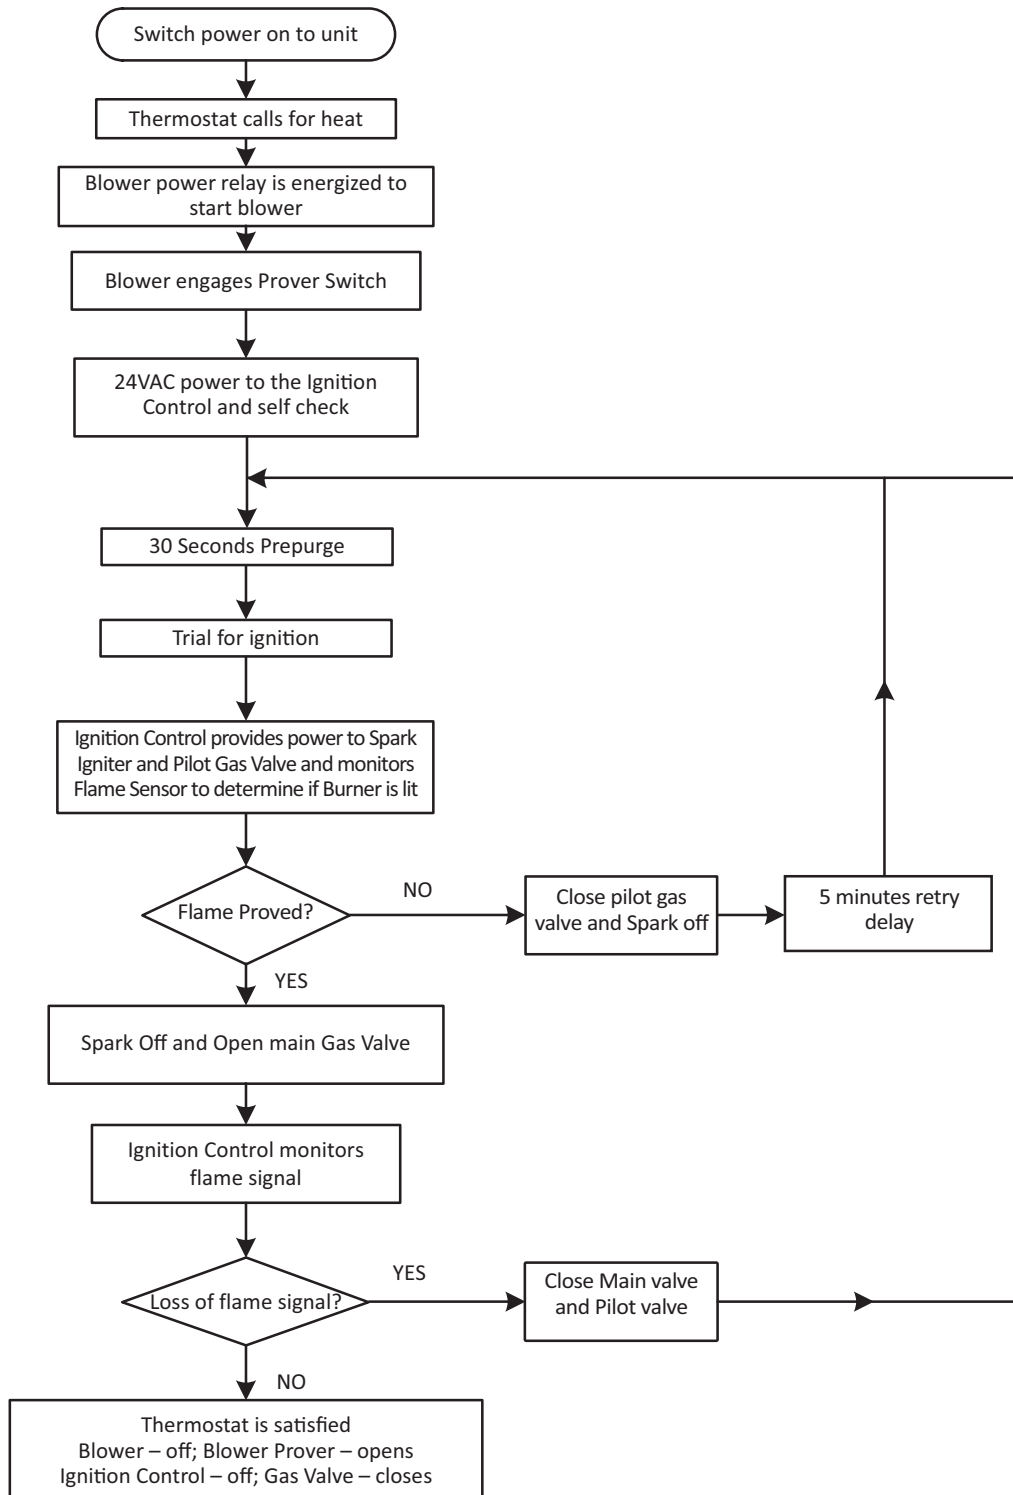 Switch power on to unit
Thermostat calls for heat
Blower power relay is energized to
start blower
Blower engages Prover Switch
24VAC power to the Ignition
Control and self check
30 Seconds Prepurge
Trial for ignition
Ignition Control provides power to Spark
Igniter and Pilot Gas Valve and monitors
Flame Sensor to determine if Burner is lit
Flame Proved?
NO
Close pilot gas
valve and Spark off
5 minutes retry
delay
YES
Spark Off and Open main Gas Valve
Ignition Control monitors
flame signal
Loss of flame signal?
YES
Close Main valve
and Pilot valve
NO
Thermostat is satisfied
Blower – off; Blower Prover – opens
Ignition Control – off; Gas Valve – closes